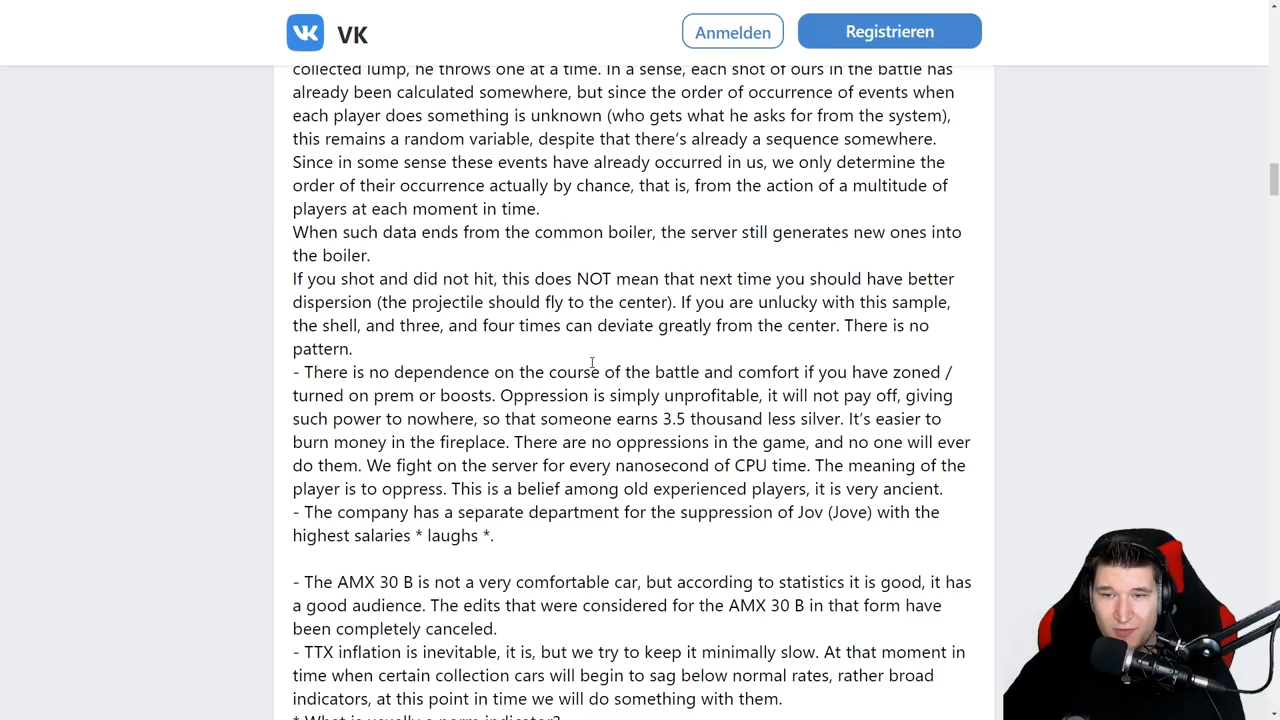 VK
Anmelden
Registrieren
collected lump, he throws one at a time. In a sense, each shot of ours in the battle has
already been calculated somewhere, but since the order of occurrence of events when
each player does something is unknown (who gets what he asks for from the system),
this remains a random variable, despite that there's already a sequence somewhere.
Since in some sense these events have already occurred in us, we only determine the
order of their occurrence actually by chance, that is, from the action of a multitude of
players at each moment in time.
When such data ends from the common boiler, the server still generates new ones into
the boiler.
If you shot and did not hit, this does NOT mean that next time you should have better
dispersion (the projectile should fly to the center). If you are unlucky with this sample,
the shell, and three, and four times can deviate greatly from the center. There is no
pattern.
- There is no dependence on the course of the battle and comfort if you have zoned /
turned on prem or boosts. Oppression is simply unprofitable, it will not pay off, giving
such power to nowhere, so that someone earns 3.5 thousand less silver. It's easier to
burn money in the fireplace. There are no oppressions in the game, and no one will ever
do them. We fight on the server for every nanosecond of CPU time. The meaning of the
player is to oppress. This is a belief among old experienced players, it is very ancient.
- The company has a separate department for the suppression of Jov (Jove) with the
highest salaries * laughs *.
- The AMX 30 B is not a very comfortable car, but according to statistics it is good, it has
a good audience. The edits that were considered for the AMX 30 B in that form have
been completely canceled.
- TTX inflation is inevitable, it is, but we try to keep it minimally slow. At that moment in
time when certain collection cars will begin to sag below normal rates, rather broad
indicators, at this point in time we will do something with them.
* What is usually a norm indicator?